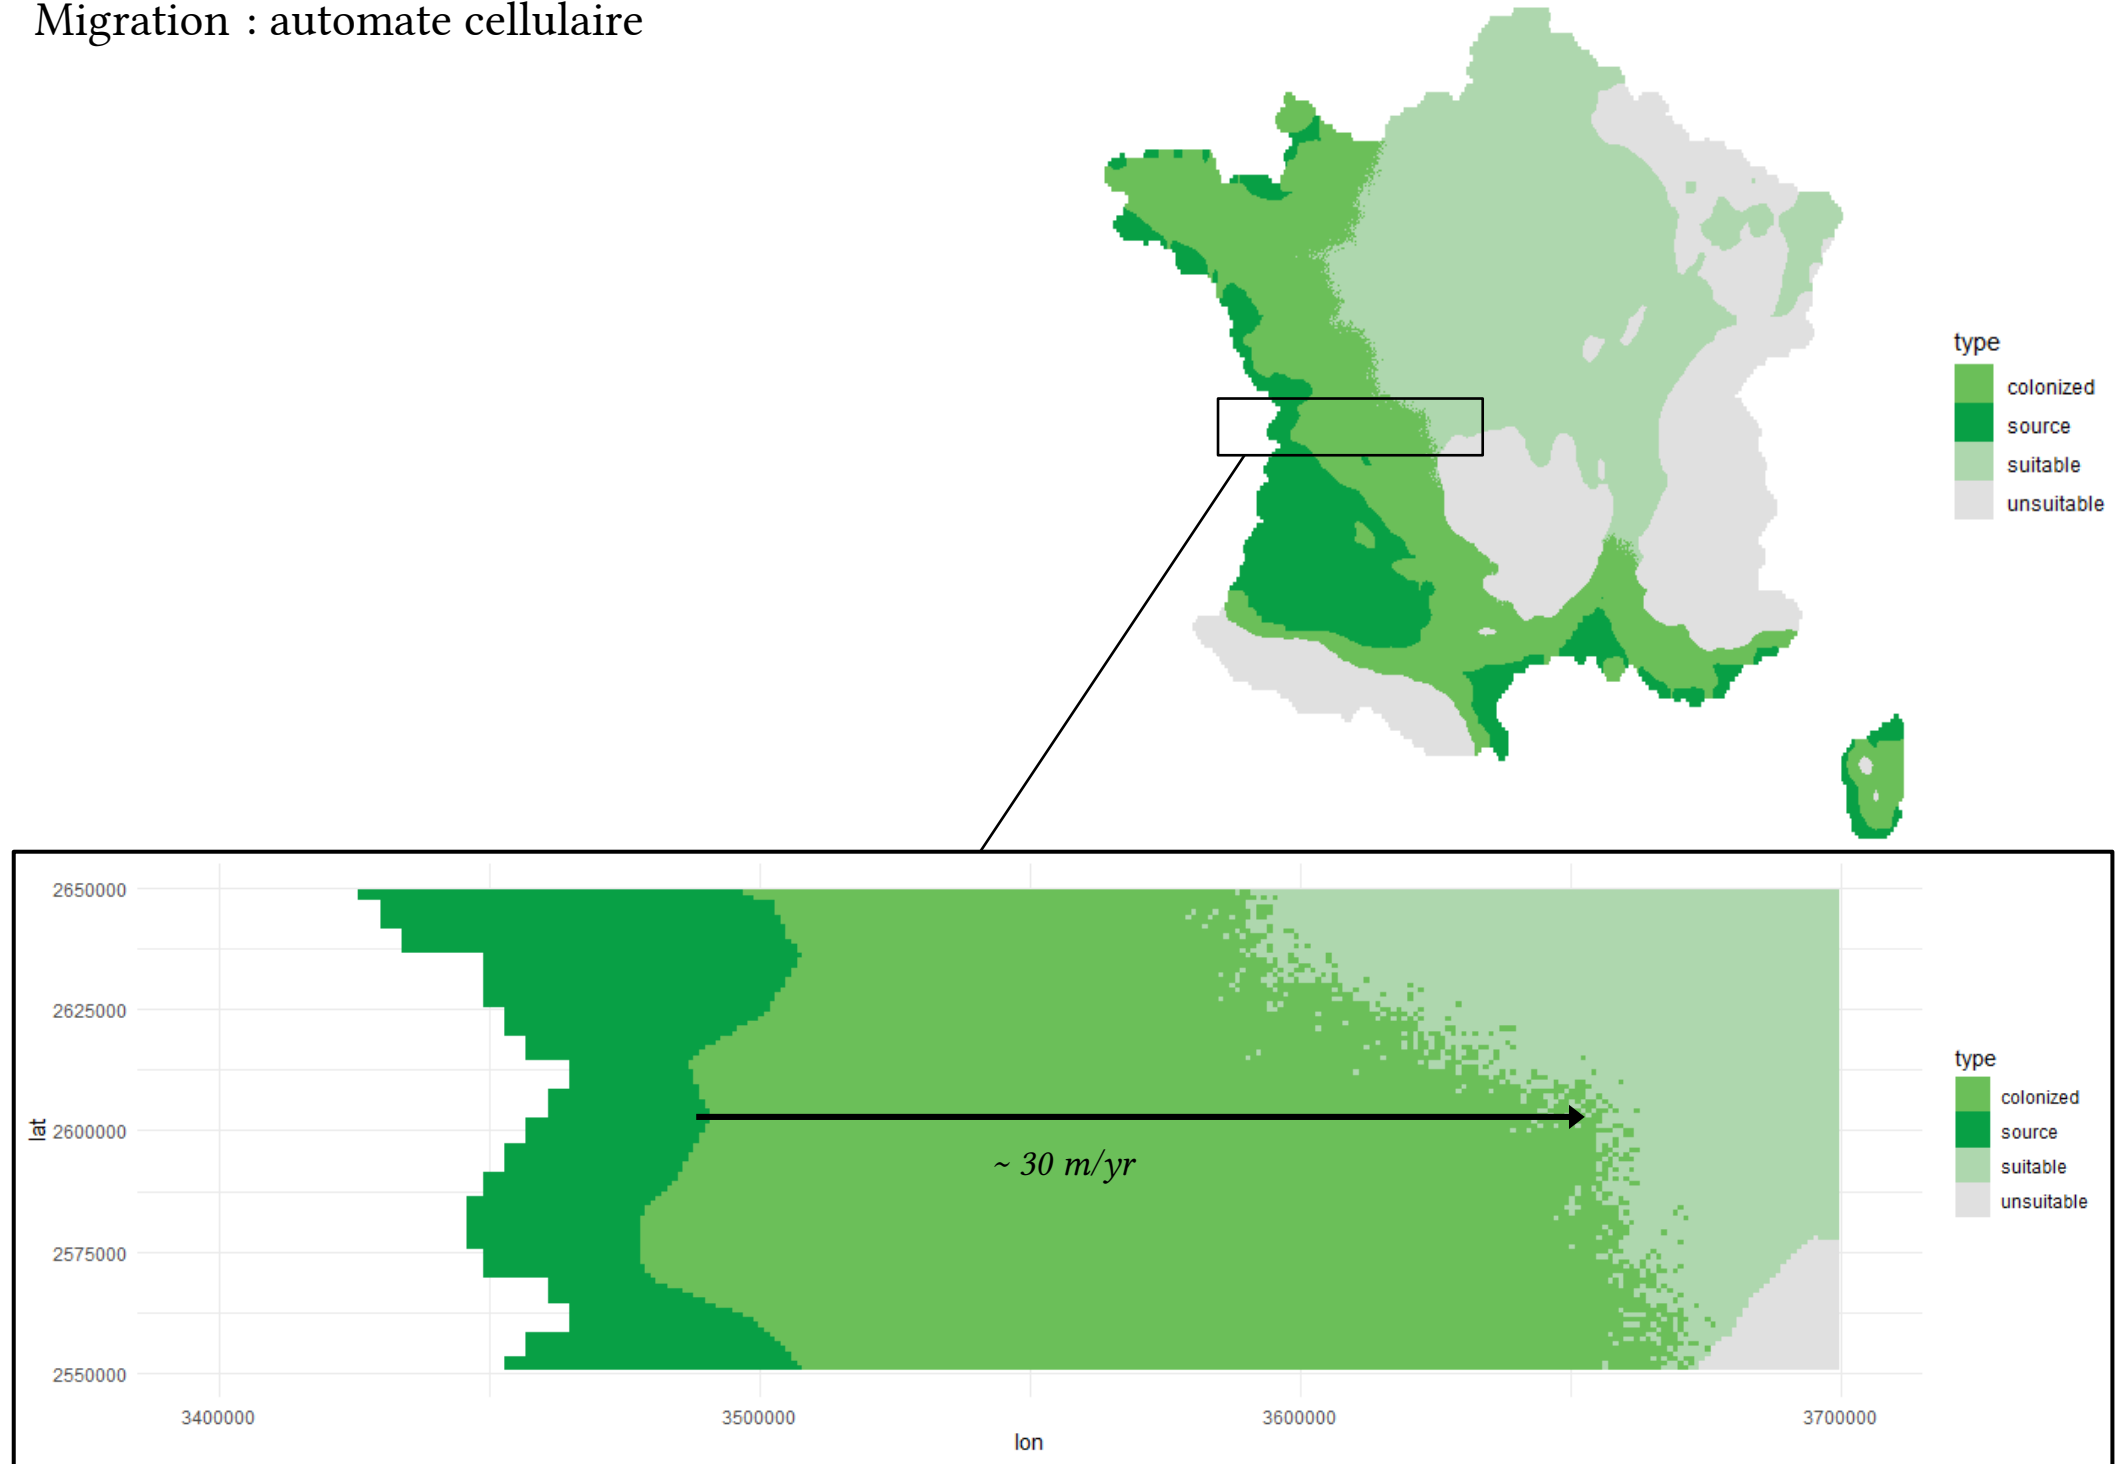 Migration : automate cellulaire
type
colonized
source
suitable
unsuitable
2650000
2625000
2600000
2575000
2550000
lat
~ 30 m/yr
3400000
3500000
3600000
3700000
lon
type
colonized
source
suitable
unsuitable